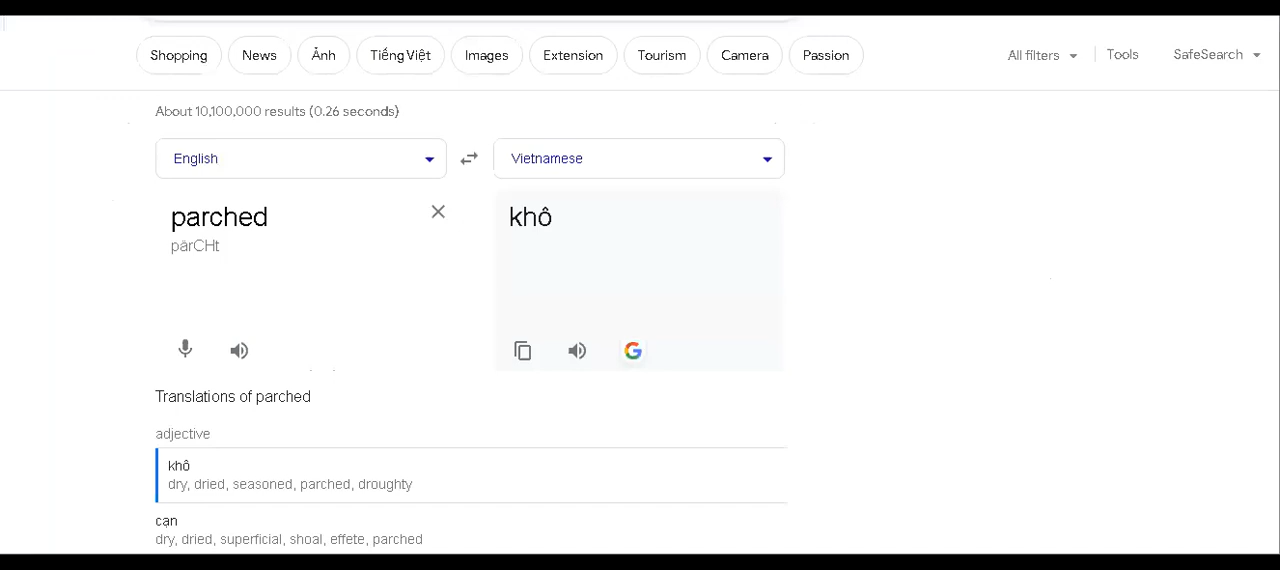 Shopping News Ảnh Tiếng Việt Images Extension Tourism Camera Passion All filters Tools SafeSearch
About 10,100,000 results (0.26 seconds)
English Vietnamese
parched khô
pärCHt
Translations of parched
adjective
khô
dry, dried, seasoned, parched, droughty
cạn
dry, dried, superficial, shoal, effete, parched